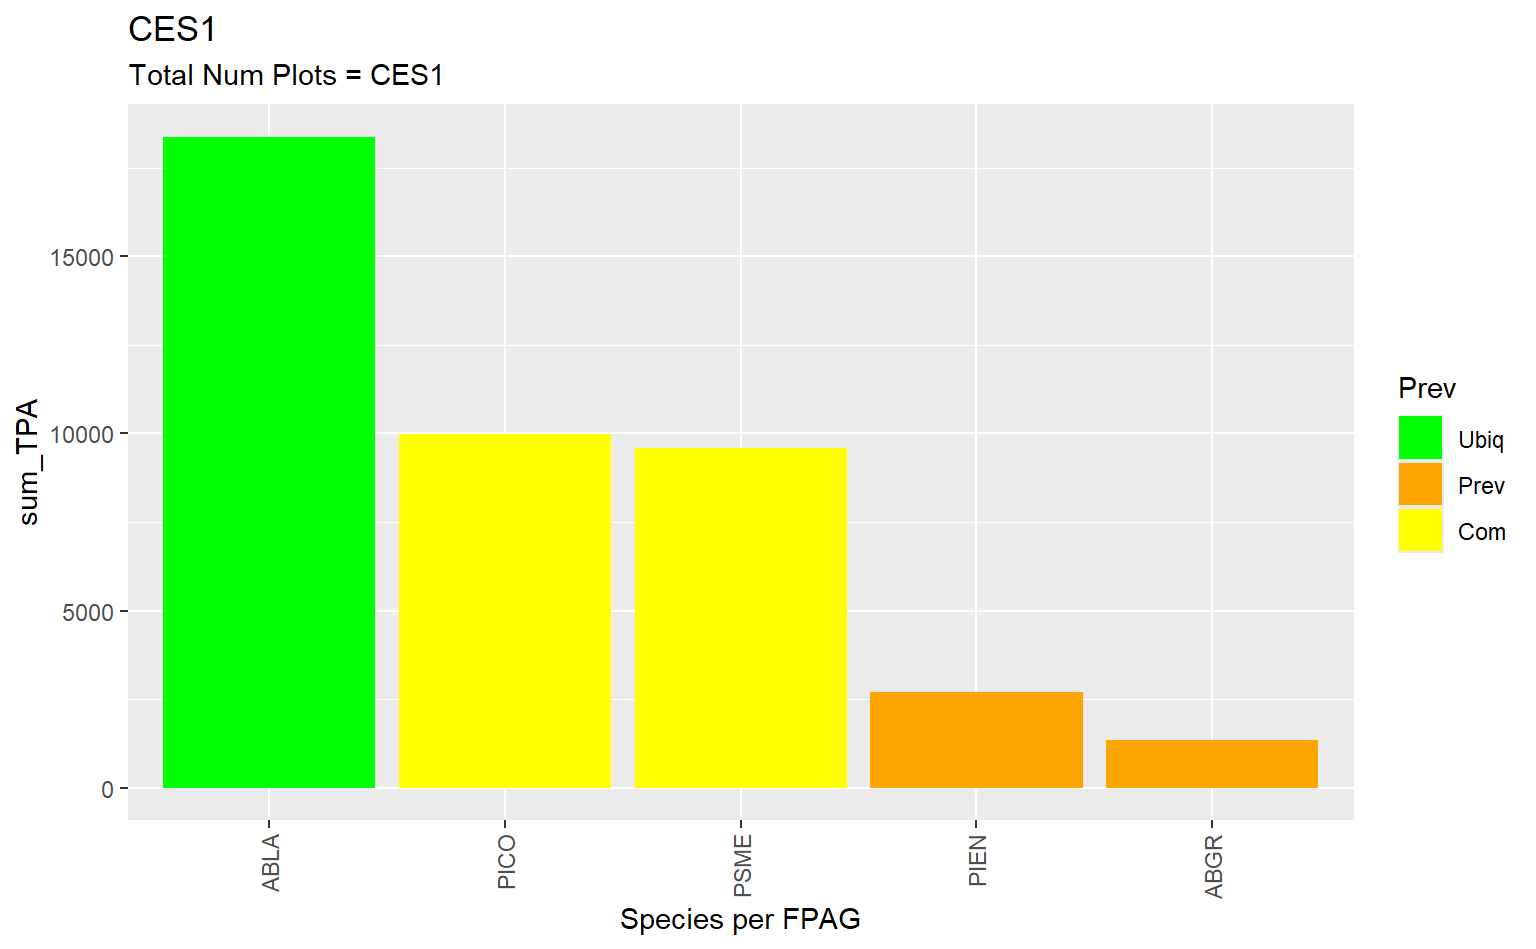 CES1
Total Num Plots = CES1
sum_TPA
15000
10000
5000
0
ABLA
PICO
PSME
PIEN
ABGR
Species per FPAG
Prev
Ubiq
Prev
Com